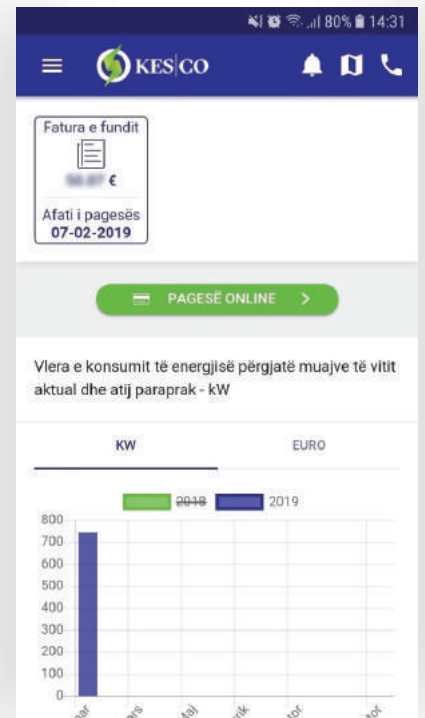 80% 14:31
KES|CO
Fatura e fundit
€
Afati i pagesës
07-02-2019
PAGESË ONLINE >
Vlera e konsumit të energjisë përgjatë muajve të vitit
aktual dhe atij paraprak - kW
KW EURO
2018 2019
800
700
600
500
400
300
200
100
0